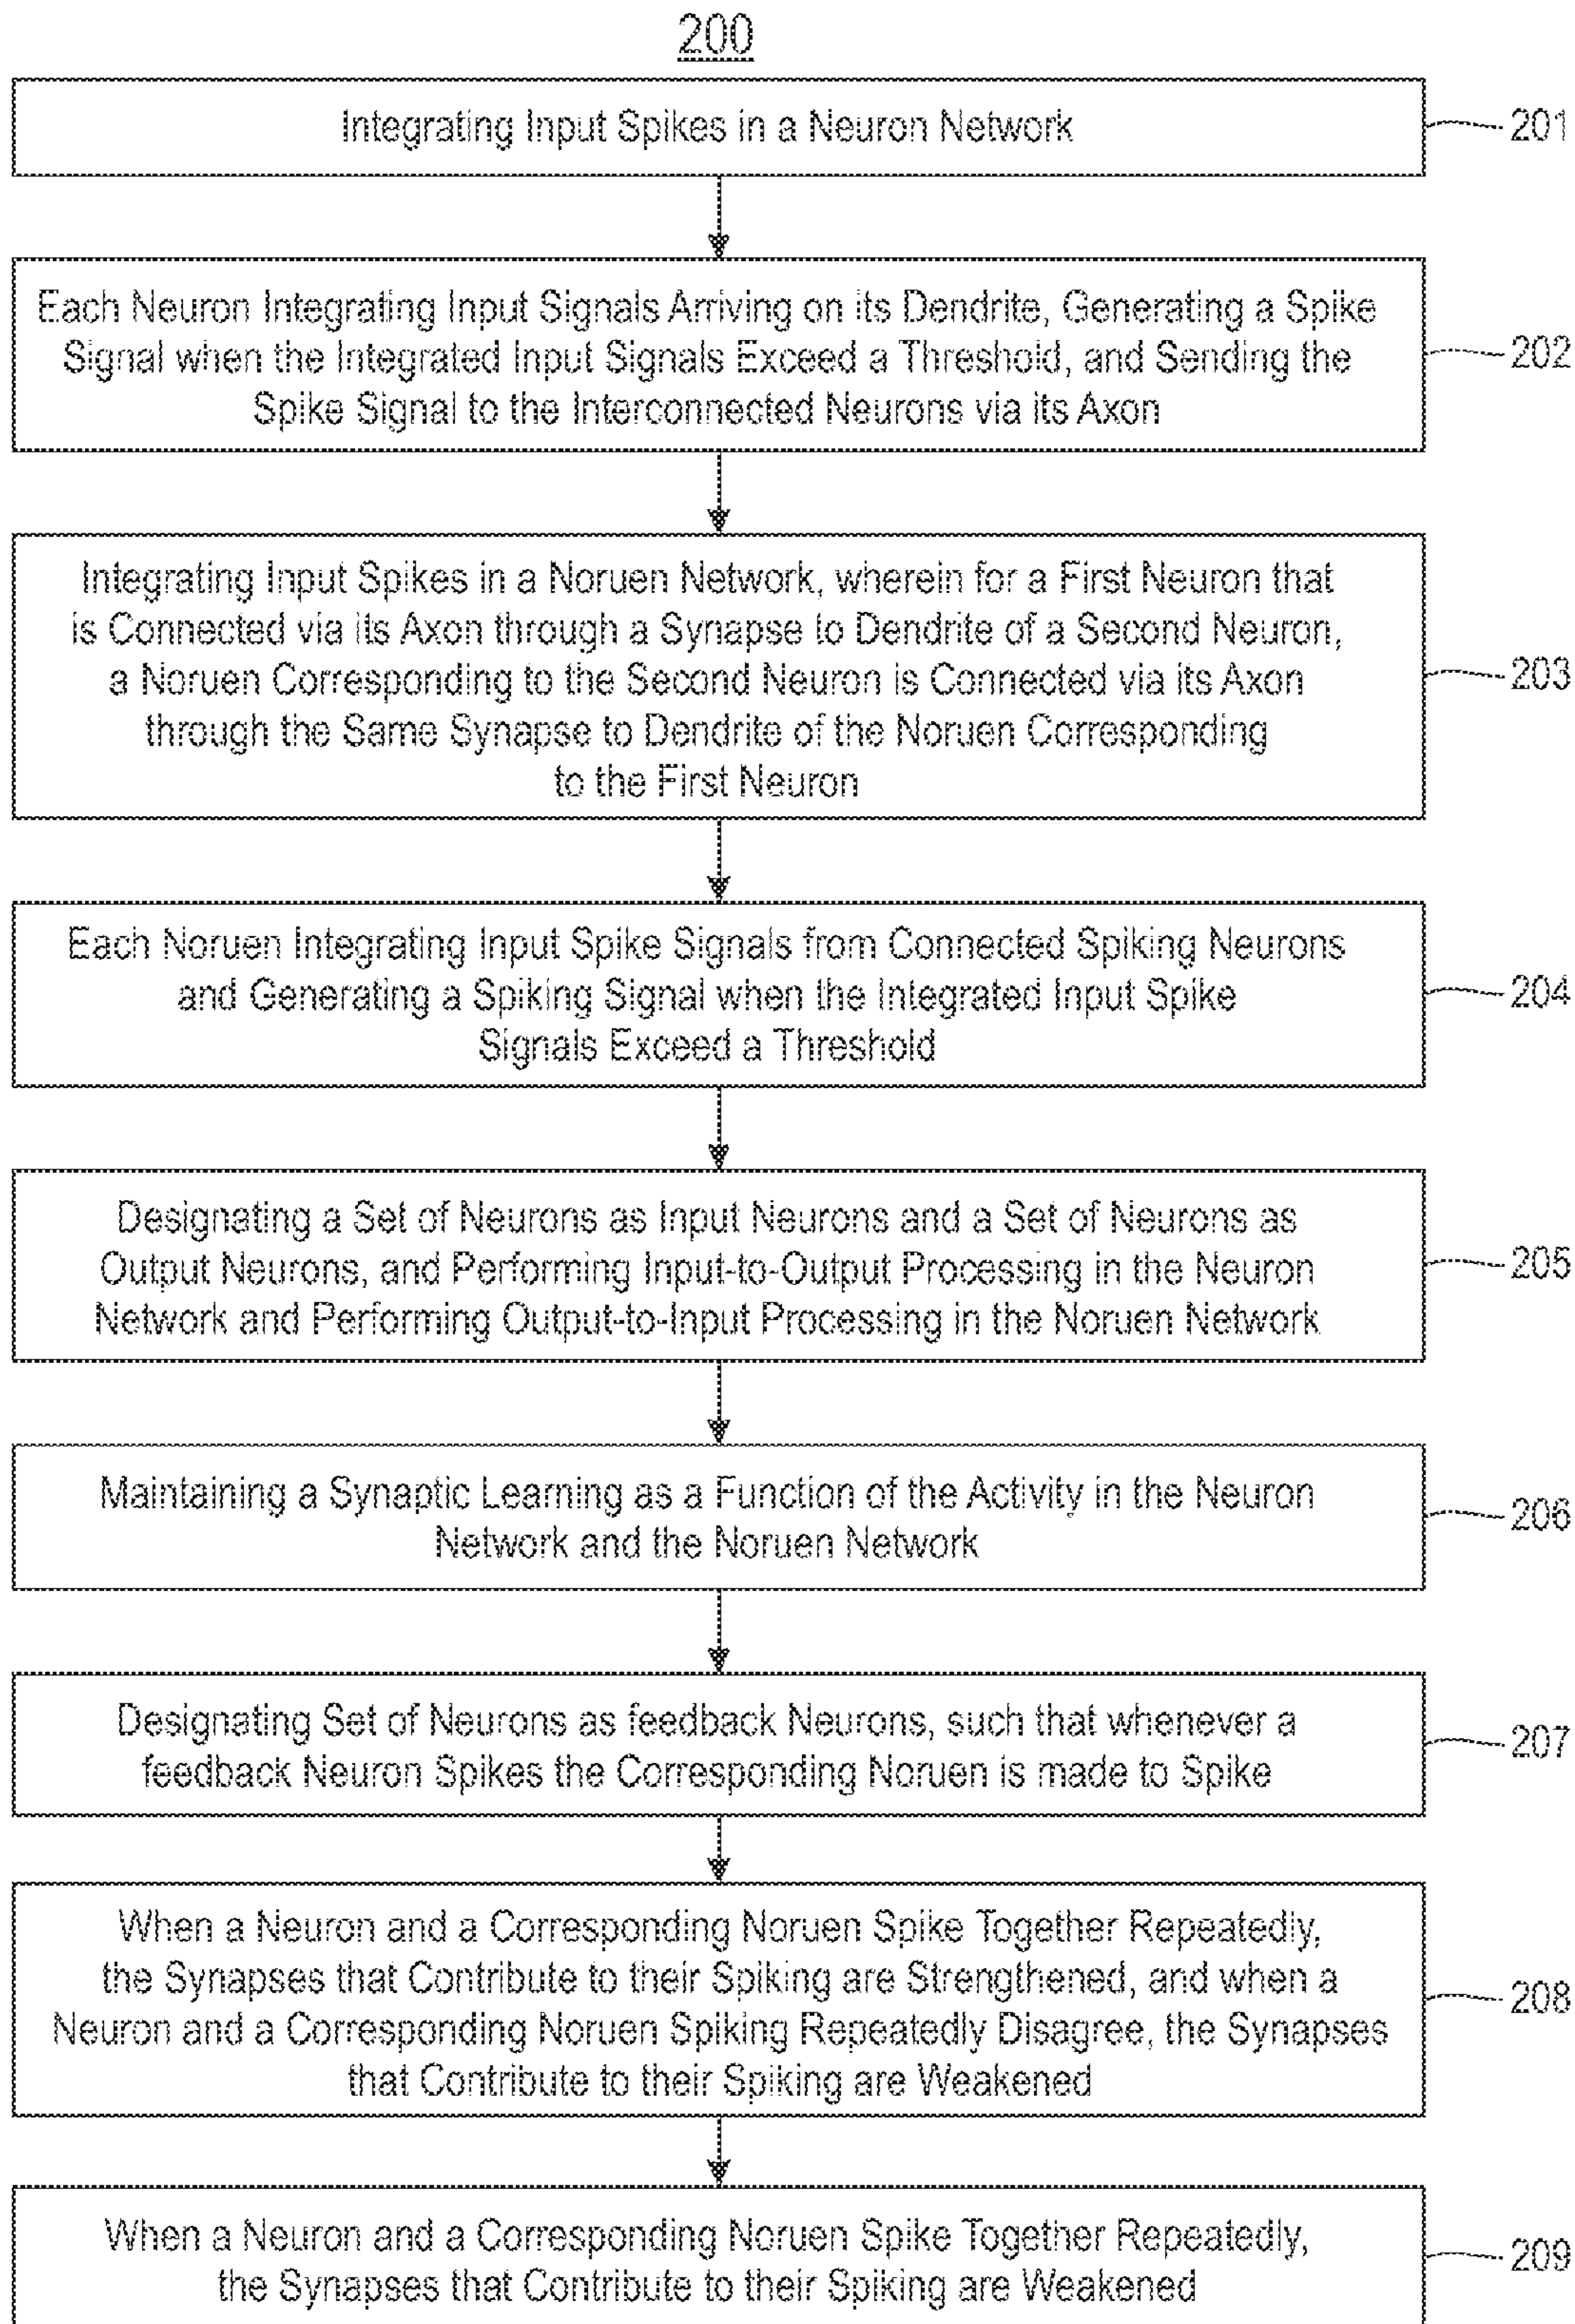 200
Integrating Input Spikes in a Neuron Network
201
Each Neuron Integrating Input Signals Arriving on its Dendrite, Generating a Spike
Signal when the Integrated Input Signals Exceed a Threshold, and Sending the
Spike Signal to the Interconnected Neurons via its Axon
202
Integrating Input Spikes in a Noruen Network, wherein for a First Neuron that
is Connected via its Axon through a Synapse to Dendrite of a Second Neuron,
a Noruen Corresponding to the Second Neuron is Connected via its Axon
through the Same Synapse to Dendrite of the Noruen Corresponding
to the First Neuron
203
Each Noruen Integrating Input Spike Signals from Connected Spiking Neurons
and Generating a Spiking Signal when the Integrated Input Spike
Signals Exceed a Threshold
204
Designating a Set of Neurons as Input Neurons and a Set of Neurons as
Output Neurons, and Performing Input-to-Output Processing in the Neuron
Network and Performing Output-to-Input Processing in the Noruen Network
205
Maintaining a Synaptic Learning as a Function of the Activity in the Neuron
Network and the Noruen Network
206
Designating Set of Neurons as feedback Neurons, such that whenever a
feedback Neuron Spikes the Corresponding Noruen is made to Spike
207
When a Neuron and a Corresponding Noruen Spike Together Repeatedly,
the Synapses that Contribute to their Spiking are Strengthened, and when a
Neuron and a Corresponding Noruen Spiking Repeatedly Disagree, the Synapses
that Contribute to their Spiking are Weakened
208
When a Neuron and a Corresponding Noruen Spike Together Repeatedly,
the Synapses that Contribute to their Spiking are Weakened
209